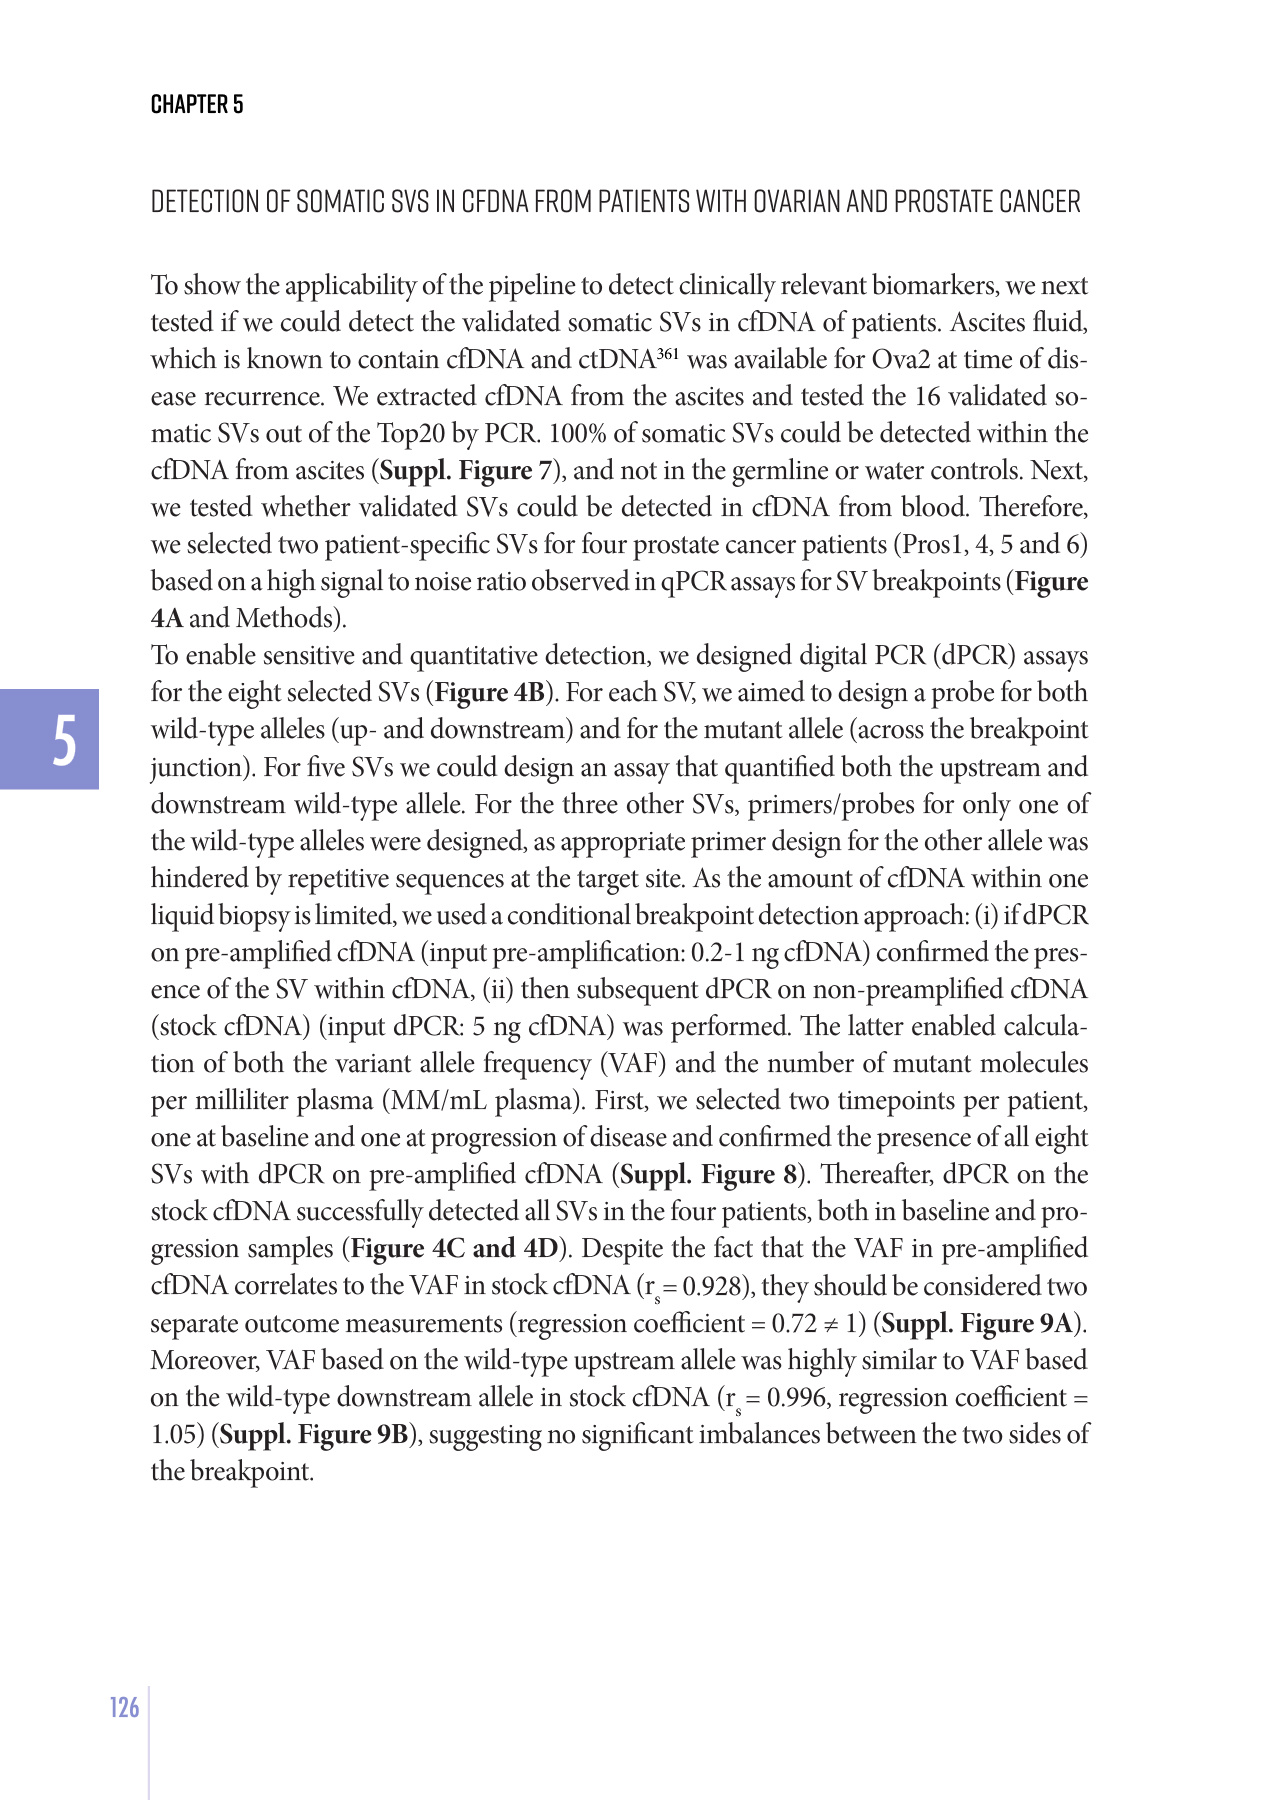 CHAPTER 5
DETECTION OF SOMATIC SVS IN CFDNA FROM PATIENTS WITH OVARIAN AND PROSTATE CANCER
To show the applicability of the pipeline to detect clinically relevant biomarkers, we next
tested if we could detect the validated somatic SVs in cfDNA of patients. Ascites fluid,
which is known to contain cfDNA and ctDNA³⁶¹ was available for Ova2 at time of dis-
ease recurrence. We extracted cfDNA from the ascites and tested the 16 validated so-
matic SVs out of the Top20 by PCR. 100% of somatic SVs could be detected within the
cfDNA from ascites (Suppl. Figure 7), and not in the germline or water controls. Next,
we tested whether validated SVs could be detected in cfDNA from blood. Therefore,
we selected two patient-specific SVs for four prostate cancer patients (Pros1, 4, 5 and 6)
based on a high signal to noise ratio observed in qPCR assays for SV breakpoints (Figure
4A and Methods).
To enable sensitive and quantitative detection, we designed digital PCR (dPCR) assays
for the eight selected SVs (Figure 4B). For each SV, we aimed to design a probe for both
wild-type alleles (up- and downstream) and for the mutant allele (across the breakpoint
junction). For five SVs we could design an assay that quantified both the upstream and
downstream wild-type allele. For the three other SVs, primers/probes for only one of
the wild-type alleles were designed, as appropriate primer design for the other allele was
hindered by repetitive sequences at the target site. As the amount of cfDNA within one
liquid biopsy is limited, we used a conditional breakpoint detection approach: (i) if dPCR
on pre-amplified cfDNA (input pre-amplification: 0.2-1 ng cfDNA) confirmed the pres-
ence of the SV within cfDNA, (ii) then subsequent dPCR on non-preamplified cfDNA
(stock cfDNA) (input dPCR: 5 ng cfDNA) was performed. The latter enabled calcula-
tion of both the variant allele frequency (VAF) and the number of mutant molecules
per milliliter plasma (MM/mL plasma). First, we selected two timepoints per patient,
one at baseline and one at progression of disease and confirmed the presence of all eight
SVs with dPCR on pre-amplified cfDNA (Suppl. Figure 8). Thereafter, dPCR on the
stock cfDNA successfully detected all SVs in the four patients, both in baseline and pro-
gression samples (Figure 4C and 4D). Despite the fact that the VAF in pre-amplified
cfDNA correlates to the VAF in stock cfDNA (rₛ = 0.928), they should be considered two
separate outcome measurements (regression coefficient = 0.72 ≠ 1) (Suppl. Figure 9A).
Moreover, VAF based on the wild-type upstream allele was highly similar to VAF based
on the wild-type downstream allele in stock cfDNA (rₛ = 0.996, regression coefficient =
1.05) (Suppl. Figure 9B), suggesting no significant imbalances between the two sides of
the breakpoint.
5
126